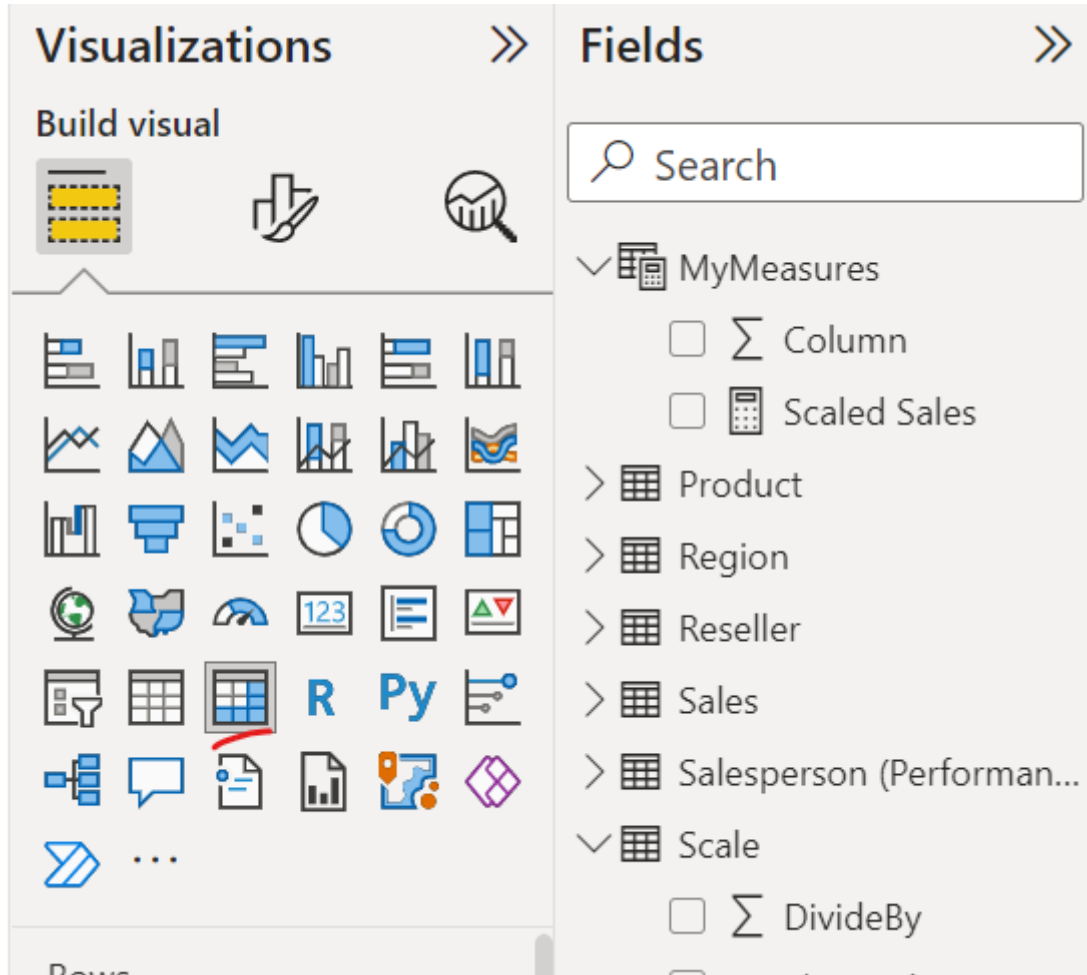 Visualizations
Build visual
123
R
Py
...
Rows
Fields
Search
MyMeasures
Column
Scaled Sales
Product
Region
Reseller
Sales
Salesperson (Performan...
Scale
DivideBy